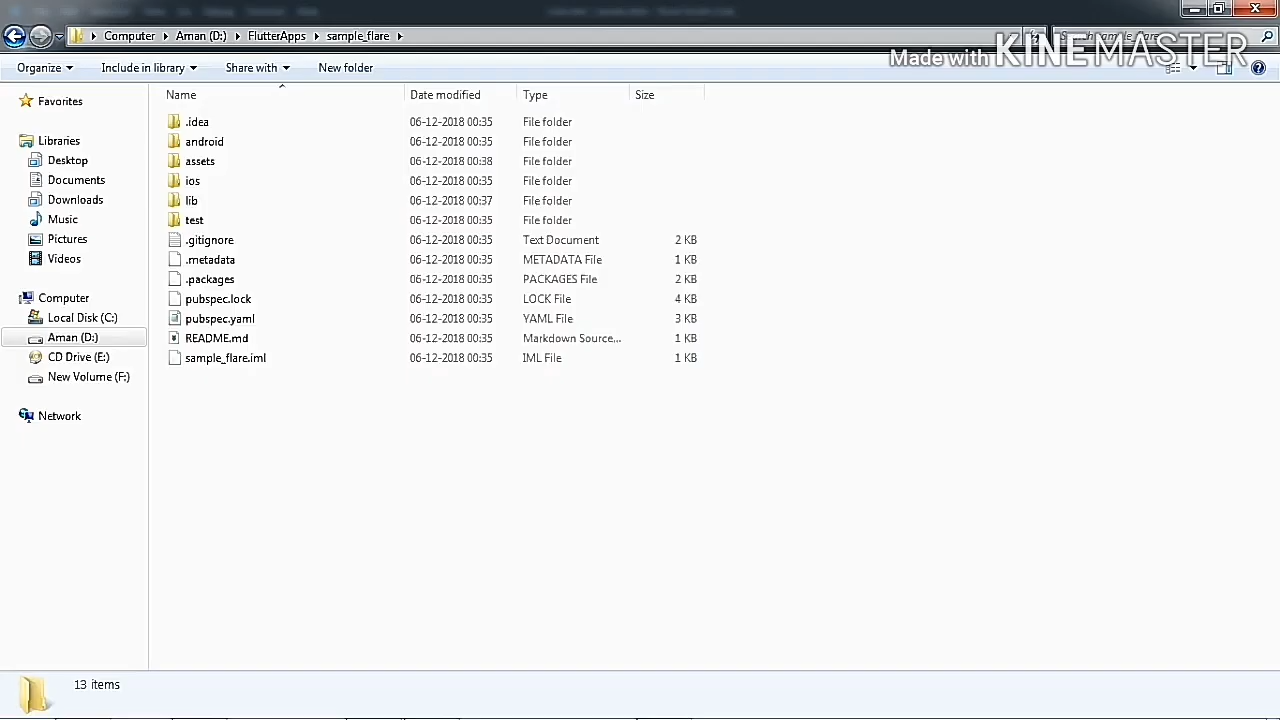 Computer Aman (D:) FlutterApps sample_flare
Made with KINEMASTER
Organize Include in library Share with New folder
Favorites
Libraries
Desktop
Documents
Downloads
Music
Pictures
Videos
Computer
Local Disk (C:)
Aman (D:)
CD Drive (E:)
New Volume (F:)
Network
Name Date modified Type Size
.idea 06-12-2018 00:35 File folder
android 06-12-2018 00:35 File folder
assets 06-12-2018 00:38 File folder
ios 06-12-2018 00:35 File folder
lib 06-12-2018 00:37 File folder
test 06-12-2018 00:35 File folder
.gitignore 06-12-2018 00:35 Text Document 2 KB
.metadata 06-12-2018 00:35 METADATA File 1 KB
.packages 06-12-2018 00:35 PACKAGES File 2 KB
pubspec.lock 06-12-2018 00:35 LOCK File 4 KB
pubspec.yaml 06-12-2018 00:35 YAML File 3 KB
README.md 06-12-2018 00:35 Markdown Source... 1 KB
sample_flare.iml 06-12-2018 00:35 IML File 1 KB
13 items